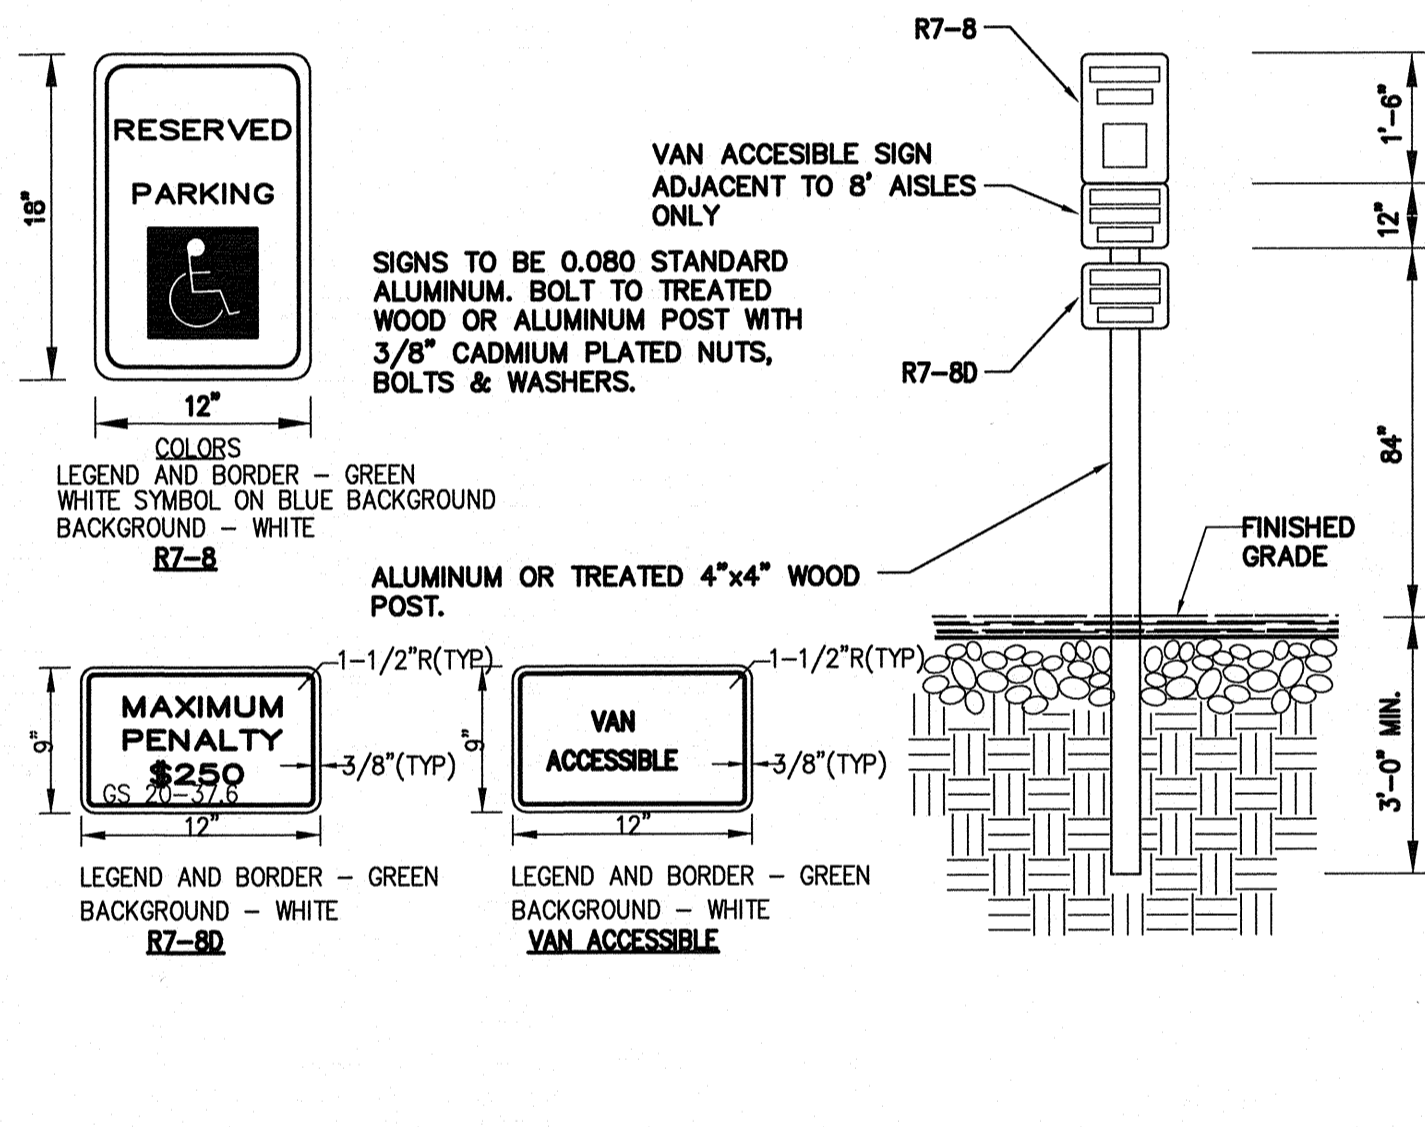 RESERVED
PARKING
18"
12"
COLORS
LEGEND AND BORDER – GREEN
WHITE SYMBOL ON BLUE BACKGROUND
BACKGROUND – WHITE
R7–8
SIGNS TO BE 0.080 STANDARD
ALUMINUM. BOLT TO TREATED
WOOD OR ALUMINUM POST WITH
3/8" CADMIUM PLATED NUTS,
BOLTS & WASHERS.
VAN ACCESIBLE SIGN
ADJACENT TO 8' AISLES
ONLY
R7–8
R7–8D
1'–6"
12"
84"
3'–0" MIN.
FINISHED
GRADE
ALUMINUM OR TREATED 4"x4" WOOD
POST.
MAXIMUM
PENALTY
$250
GS 20–37.6
9"
12"
1–1/2"R(TYP)
3/8"(TYP)
LEGEND AND BORDER – GREEN
BACKGROUND – WHITE
R7–8D
VAN
ACCESSIBLE
9"
12"
1–1/2"R(TYP)
3/8"(TYP)
LEGEND AND BORDER – GREEN
BACKGROUND – WHITE
VAN ACCESSIBLE